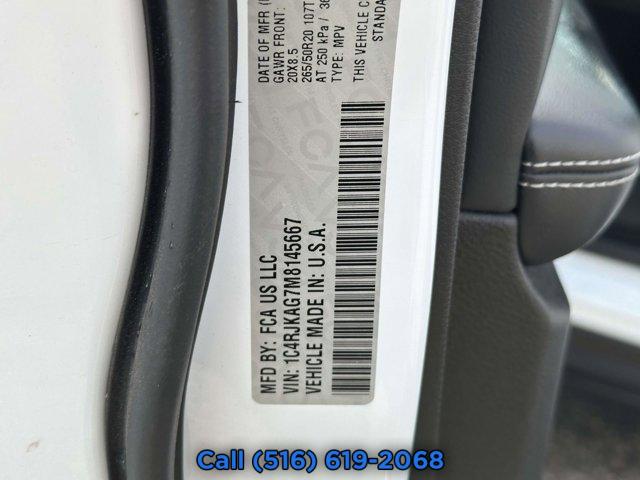 DATE OF MFR
GAWR FRONT:
20X8.5
265/50R20 107T
AT 250 kPa / 36
TYPE: MPV
THIS VEHICLE
STANDA
MFD BY: FCA US LLC
VIN: 1C4RJKAG7M8145667
VEHICLE MADE IN: U.S.A.
Call (516) 619-2068